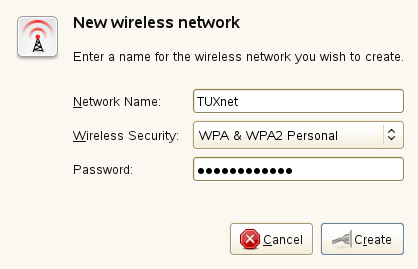 New wireless network
Enter a name for the wireless network you wish to create.
Network Name: TUXnet
Wireless Security: WPA & WPA2 Personal
Password: ●●●●●●●●●●●●
Cancel Create